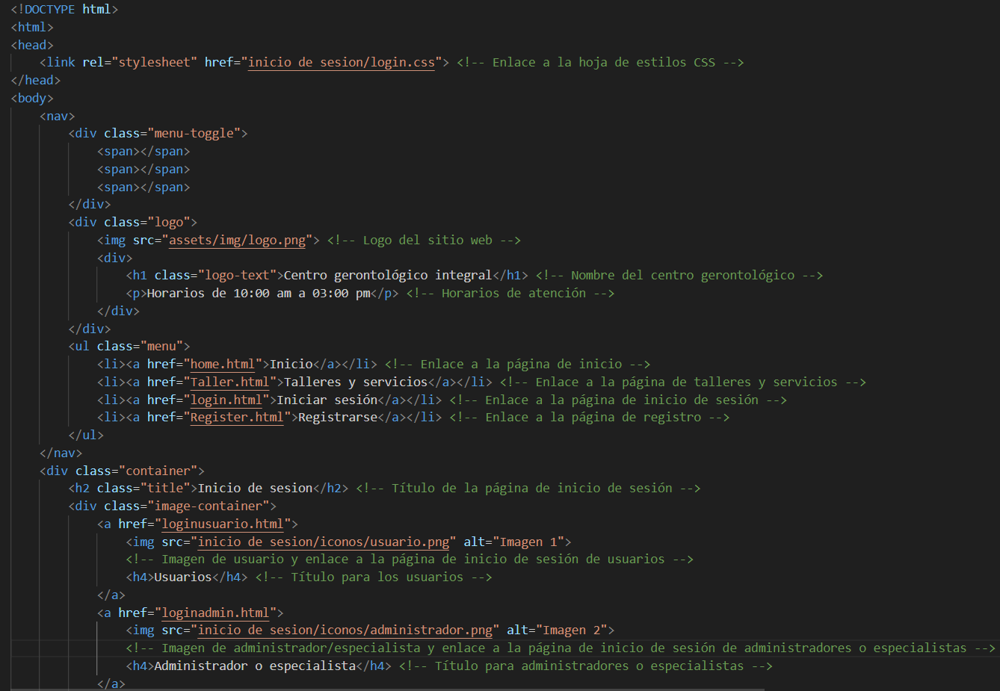 <!DOCTYPE html>
<html>
<head>
    <link rel="stylesheet" href="inicio de sesion/login.css"> <!-- Enlace a la hoja de estilos CSS -->
</head>
<body>
    <nav>
        <div class="menu-toggle">
            <span></span>
            <span></span>
            <span></span>
        </div>
        <div class="logo">
            <img src="assets/img/logo.png"> <!-- Logo del sitio web -->
            <div>
                <h1 class="logo-text">Centro gerontológico integral</h1> <!-- Nombre del centro gerontológico -->
                <p>Horarios de 10:00 am a 03:00 pm</p> <!-- Horarios de atención -->
            </div>
        </div>
        <ul class="menu">
            <li><a href="home.html">Inicio</a></li> <!-- Enlace a la página de inicio -->
            <li><a href="Taller.html">Talleres y servicios</a></li> <!-- Enlace a la página de talleres y servicios -->
            <li><a href="login.html">Iniciar sesión</a></li> <!-- Enlace a la página de inicio de sesión -->
            <li><a href="Register.html">Registrarse</a></li> <!-- Enlace a la página de registro -->
        </ul>
    </nav>
    <div class="container">
        <h2 class="title">Inicio de sesion</h2> <!-- Título de la página de inicio de sesión -->
        <div class="image-container">
            <a href="loginusuario.html">
                <img src="inicio de sesion/iconos/usuario.png" alt="Imagen 1">
                <!-- Imagen de usuario y enlace a la página de inicio de sesión de usuarios -->
                <h4>Usuarios</h4> <!-- Título para los usuarios -->
            </a>
            <a href="loginadmin.html">
                <img src="inicio de sesion/iconos/administrador.png" alt="Imagen 2">
                <!-- Imagen de administrador/especialista y enlace a la página de inicio de sesión de administradores o especialistas -->
                <h4>Administrador o especialista</h4> <!-- Título para administradores o especialistas -->
            </a>